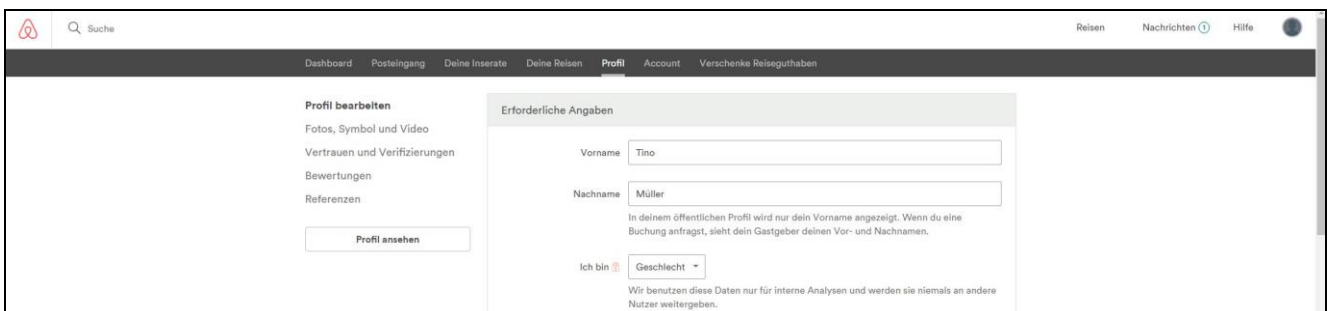 Suche
Reisen
Nachrichten 1
Hilfe
Dashboard Posteingang Deine Inserate Deine Reisen Profil Account Verschenke Reiseguthaben
Profil bearbeiten
Fotos, Symbol und Video
Vertrauen und Verifizierungen
Bewertungen
Referenzen
Profil ansehen
Erforderliche Angaben
Vorname Tino
Nachname Müller
In deinem öffentlichen Profil wird nur dein Vorname angezeigt. Wenn du eine
Buchung anfragst, sieht dein Gastgeber deinen Vor- und Nachnamen.
Ich bin Geschlecht
Wir benutzen diese Daten nur für interne Analysen und werden sie niemals an andere
Nutzer weitergeben.